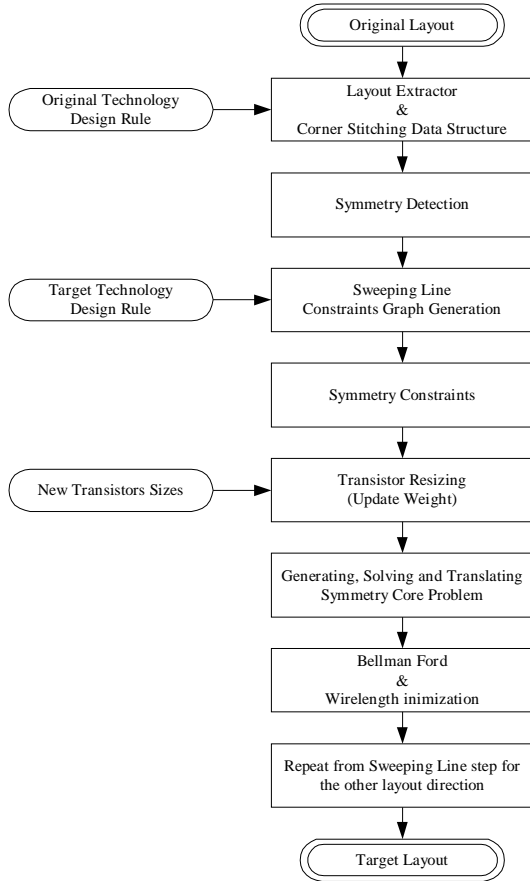 Original Layout
Original Technology
Design Rule
Layout Extractor
&
Corner Stitching Data Structure
Symmetry Detection
Target Technology
Design Rule
Sweeping Line
Constraints Graph Generation
Symmetry Constraints
New Transistors Sizes
Transistor Resizing
(Update Weight)
Generating, Solving and Translating
Symmetry Core Problem
Bellman Ford
&
Wirelength inimization
Repeat from Sweeping Line step for
the other layout direction
Target Layout